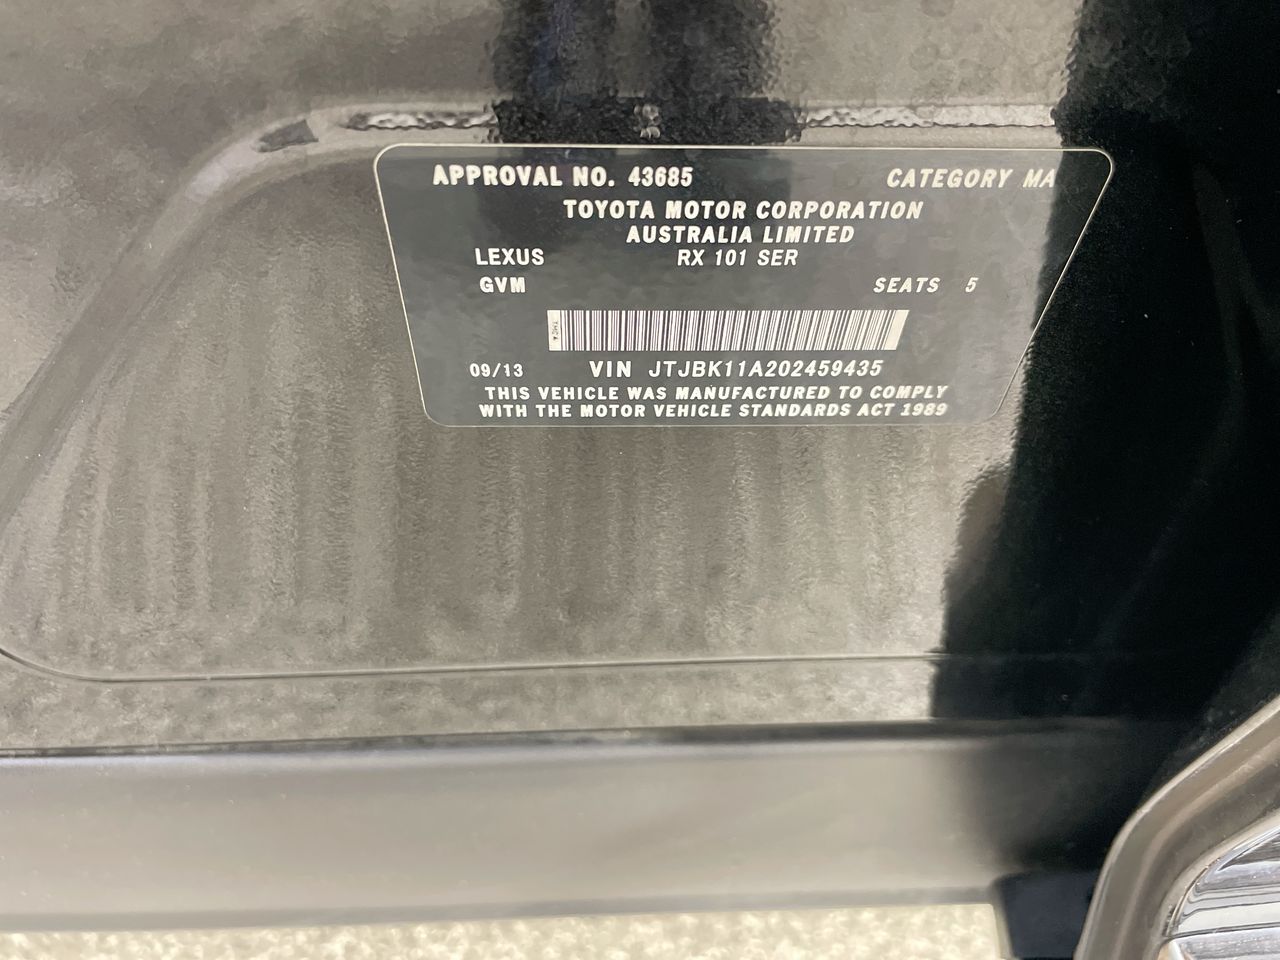 APPROVAL NO. 43685 CATEGORY MA
TOYOTA MOTOR CORPORATION
AUSTRALIA LIMITED
LEXUS RX 101 SER
GVM SEATS 5
09/13 VIN JTJBK11A202459435
THIS VEHICLE WAS MANUFACTURED TO COMPLY
WITH THE MOTOR VEHICLE STANDARDS ACT 1989